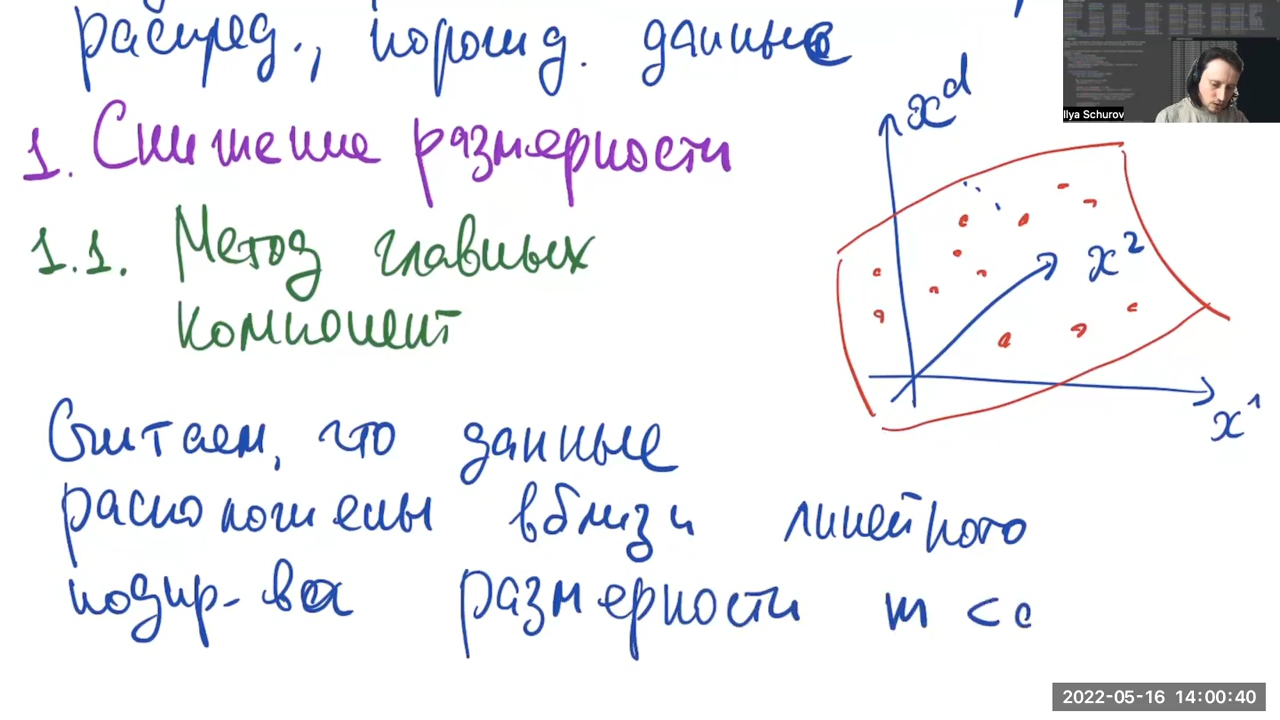 распред., порожд. данные
1. Снижение размерности
1.1. Метод главных
компонент
Считаем, что данные
расположены вблизи линейного
подпр-ва размерности m <
x^d
x^2
x^1
Ilya Schurov
2022-05-16 14:00:40